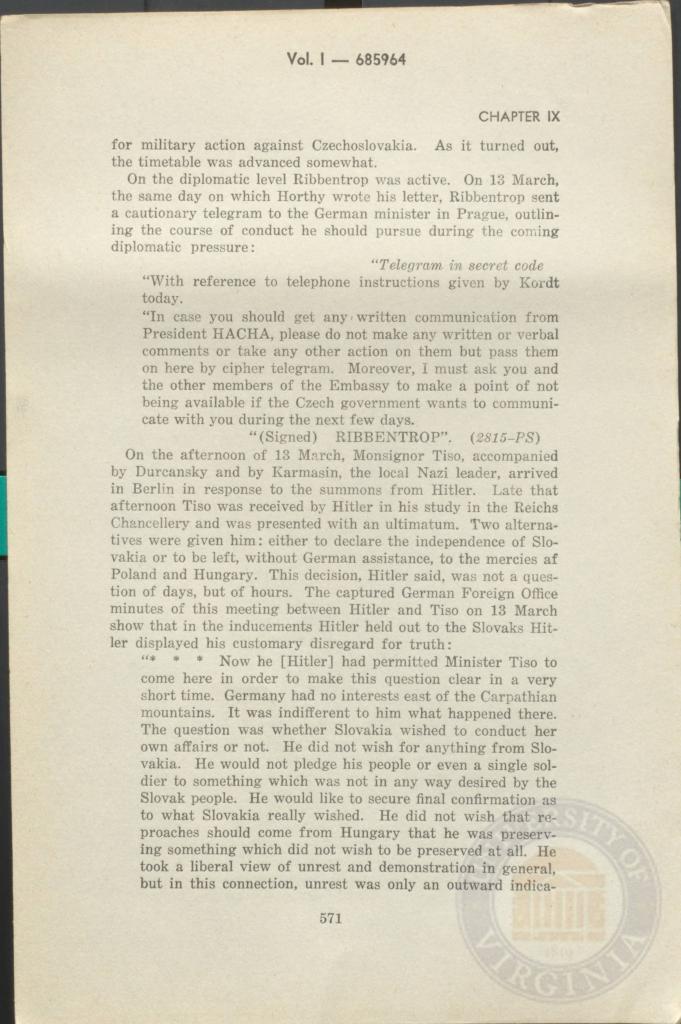 Vol. I — 685964
CHAPTER IX
for military action against Czechoslovakia. As it turned out,
the timetable was advanced somewhat.
On the diplomatic level Ribbentrop was active. On 13 March,
the same day on which Horthy wrote his letter, Ribbentrop sent
a cautionary telegram to the German minister in Prague, outlin-
ing the course of conduct he should pursue during the coming
diplomatic pressure:
"Telegram in secret code
"With reference to telephone instructions given by Kordt
today.
"In case you should get any written communication from
President HACHA, please do not make any written or verbal
comments or take any other action on them but pass them
on here by cipher telegram. Moreover, I must ask you and
the other members of the Embassy to make a point of not
being available if the Czech government wants to communi-
cate with you during the next few days.
"(Signed) RIBBENTROP". (2815-PS)
On the afternoon of 13 March, Monsignor Tiso, accompanied
by Durcansky and by Karmasin, the local Nazi leader, arrived
in Berlin in response to the summons from Hitler. Late that
afternoon Tiso was received by Hitler in his study in the Reichs
Chancellery and was presented with an ultimatum. Two alterna-
tives were given him: either to declare the independence of Slo-
vakia or to be left, without German assistance, to the mercies af
Poland and Hungary. This decision, Hitler said, was not a ques-
tion of days, but of hours. The captured German Foreign Office
minutes of this meeting between Hitler and Tiso on 13 March
show that in the inducements Hitler held out to the Slovaks Hit-
ler displayed his customary disregard for truth:
"* * * Now he [Hitler] had permitted Minister Tiso to
come here in order to make this question clear in a very
short time. Germany had no interests east of the Carpathian
mountains. It was indifferent to him what happened there.
The question was whether Slovakia wished to conduct her
own affairs or not. He did not wish for anything from Slo-
vakia. He would not pledge his people or even a single sol-
dier to something which was not in any way desired by the
Slovak people. He would like to secure final confirmation as
to what Slovakia really wished. He did not wish that re-
proaches should come from Hungary that he was preserv-
ing something which did not wish to be preserved at all. He
took a liberal view of unrest and demonstration in general,
but in this connection, unrest was only an outward indica-
571
UNIVERSITY OF
VIRGINIA
1819